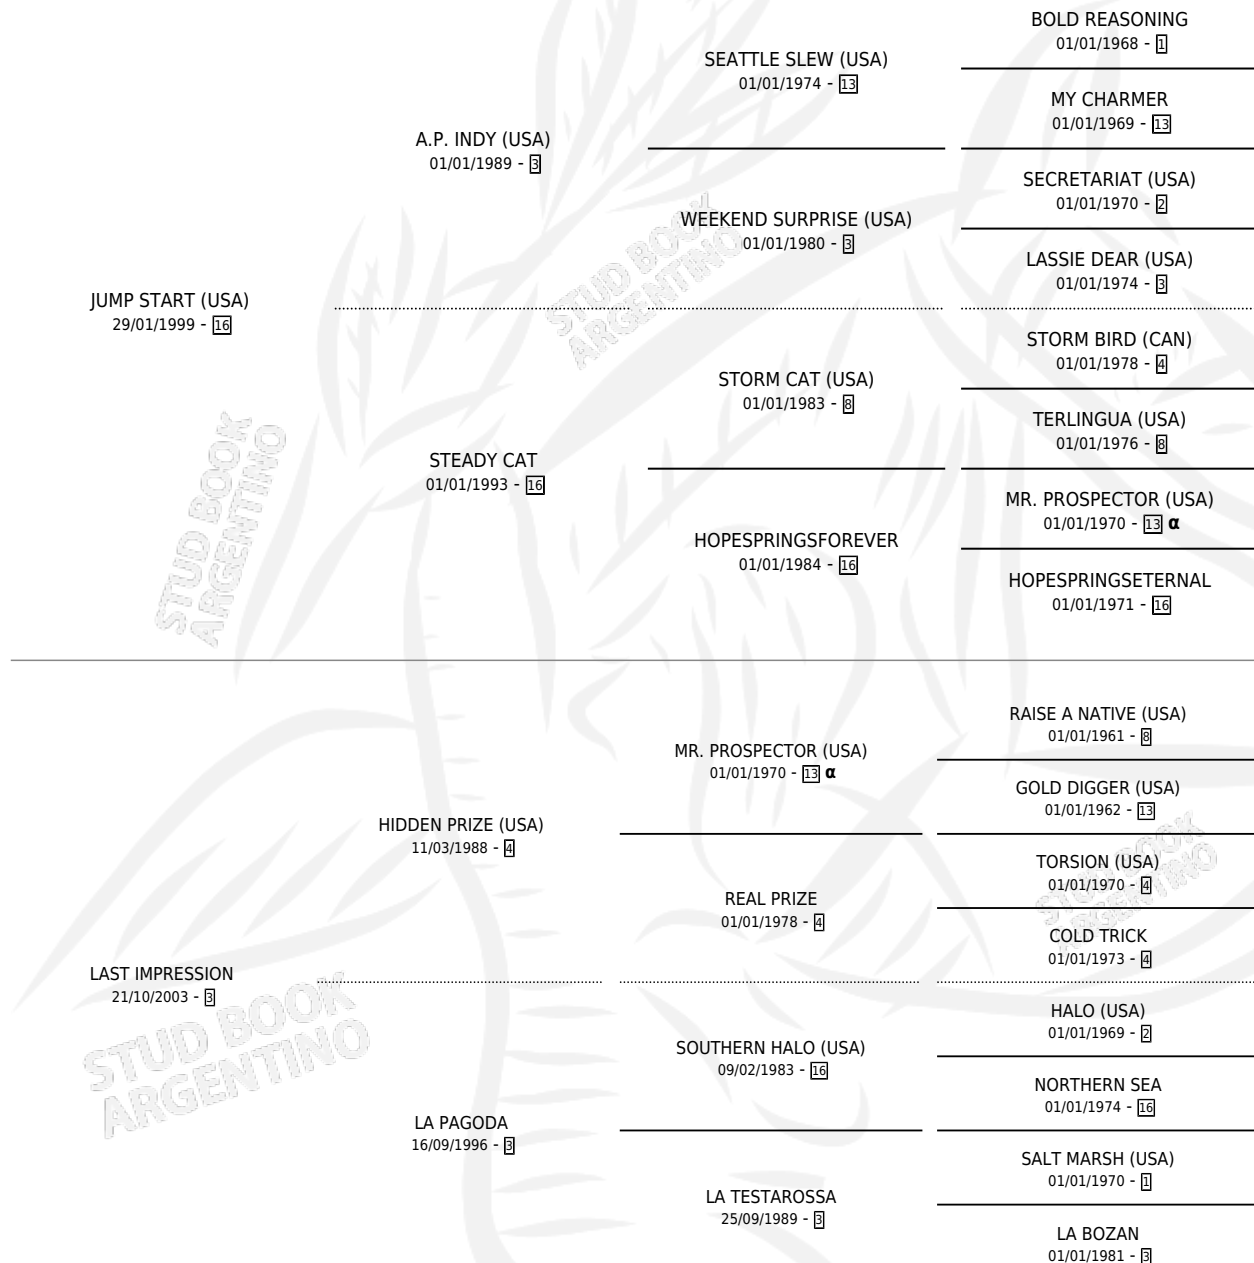 BOLD REASONING
01/01/1968 - 1
SEATTLE SLEW (USA)
01/01/1974 - 13
MY CHARMER
01/01/1969 - 13
A.P. INDY (USA)
01/01/1989 - 3
SECRETARIAT (USA)
01/01/1970 - 2
WEEKEND SURPRISE (USA)
01/01/1980 - 3
LASSIE DEAR (USA)
01/01/1974 - 3
STUD BOOK
ARGENTINO
JUMP START (USA)
29/01/1999 - 16
STORM BIRD (CAN)
01/01/1978 - 4
STORM CAT (USA)
01/01/1983 - 8
TERLINGUA (USA)
01/01/1976 - 8
STEADY CAT
01/01/1993 - 16
MR. PROSPECTOR (USA)
01/01/1970 - 13 α
HOPESPRINGSFOREVER
01/01/1984 - 16
HOPESPRINGSETERNAL
01/01/1971 - 16
STUD BOOK
ARGENTINO
RAISE A NATIVE (USA)
01/01/1961 - 8
MR. PROSPECTOR (USA)
01/01/1970 - 13 α
GOLD DIGGER (USA)
01/01/1962 - 13
HIDDEN PRIZE (USA)
11/03/1988 - 4
TORSION (USA)
01/01/1970 - 4
REAL PRIZE
01/01/1978 - 4
COLD TRICK
01/01/1973 - 4
STUD BOOK
ARGENTINO
LAST IMPRESSION
21/10/2003 - 3
HALO (USA)
01/01/1969 - 2
SOUTHERN HALO (USA)
09/02/1983 - 16
NORTHERN SEA
01/01/1974 - 16
STUD BOOK
ARGENTINO
LA PAGODA
16/09/1996 - 3
SALT MARSH (USA)
01/01/1970 - 1
LA TESTAROSSA
25/09/1989 - 3
LA BOZAN
01/01/1981 - 3